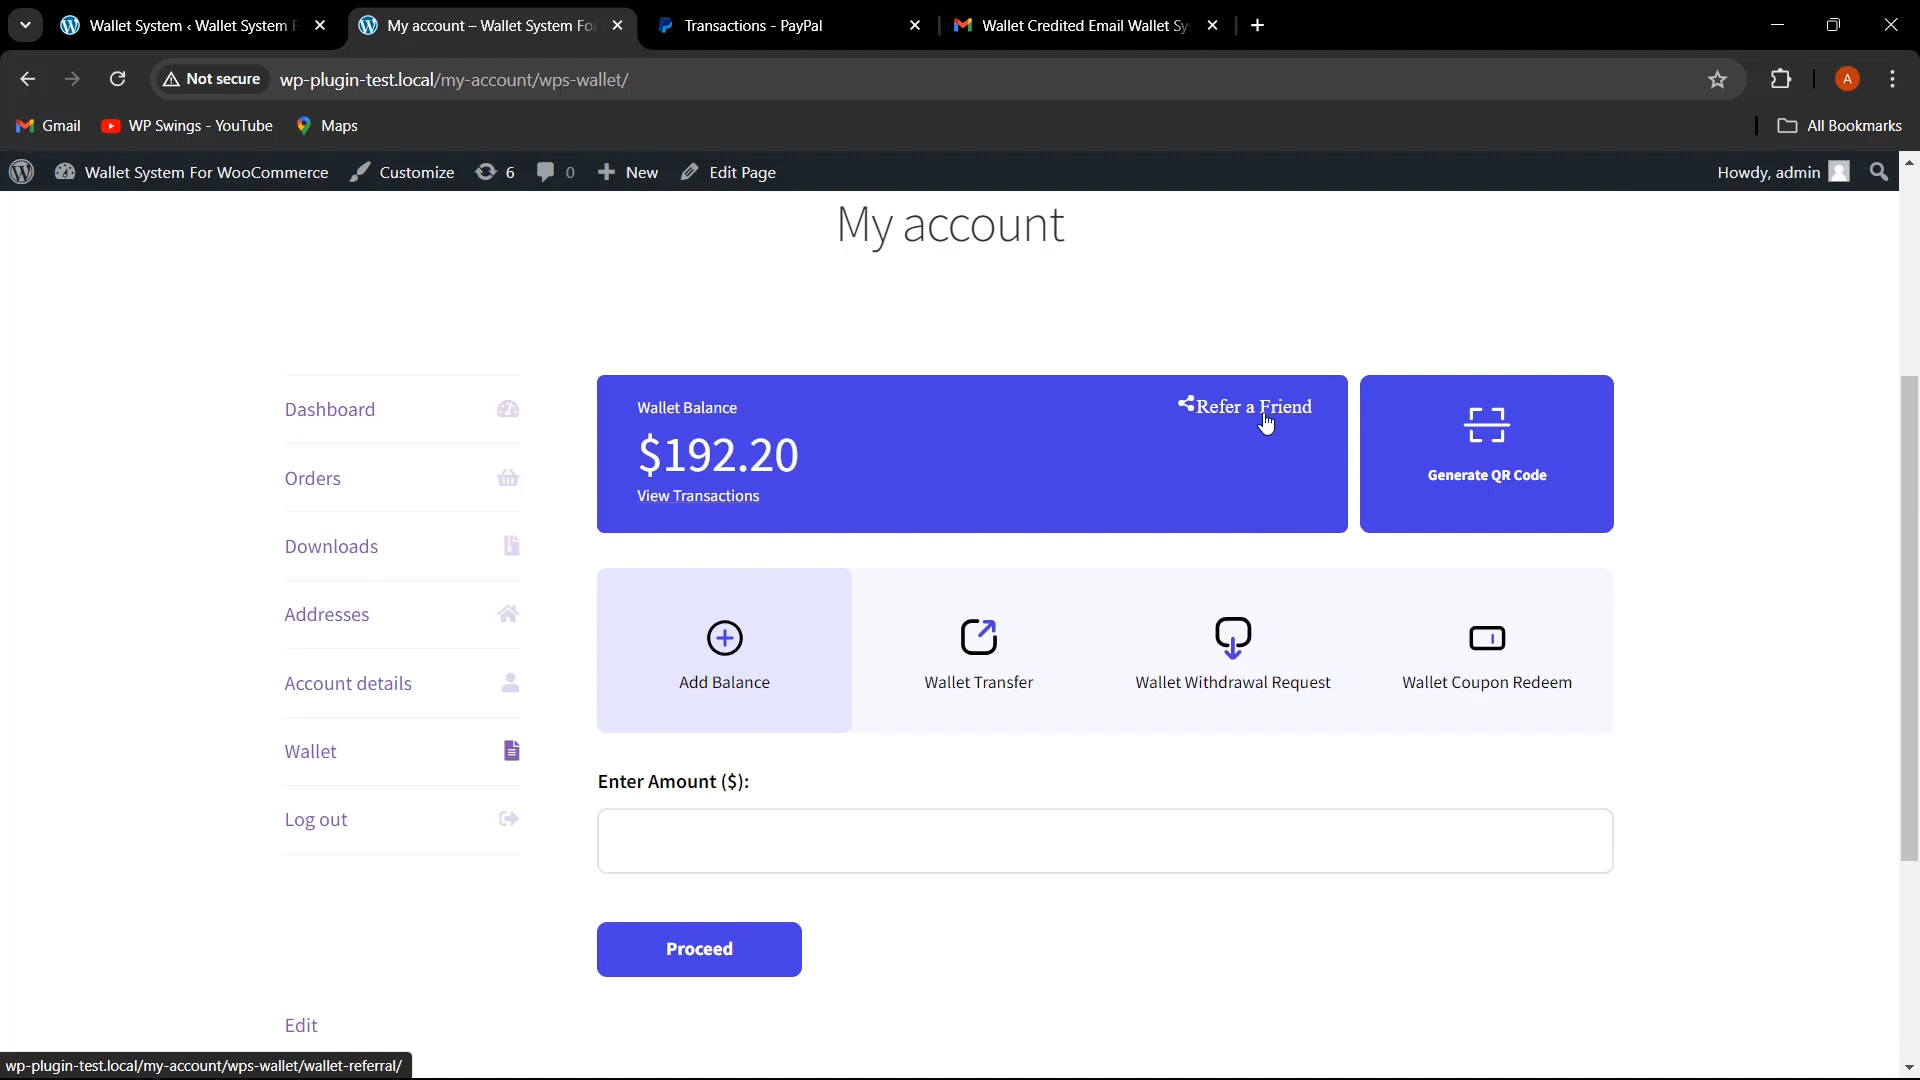 Wallet System ‹ Wallet System F
My account – Wallet System Fo
Transactions - PayPal
Wallet Credited Email Wallet Sy
Not secure
wp-plugin-test.local/my-account/wps-wallet/
A
Gmail
WP Swings - YouTube
Maps
All Bookmarks
Wallet System For WooCommerce
Customize
6
0
New
Edit Page
Howdy, admin
My account
Dashboard
Orders
Downloads
Addresses
Account details
Wallet
Log out
Wallet Balance
Refer a Friend
$192.20
View Transactions
Generate QR Code
Add Balance
Wallet Transfer
Wallet Withdrawal Request
Wallet Coupon Redeem
Enter Amount ($):
Proceed
Edit
wp-plugin-test.local/my-account/wps-wallet/wallet-referral/